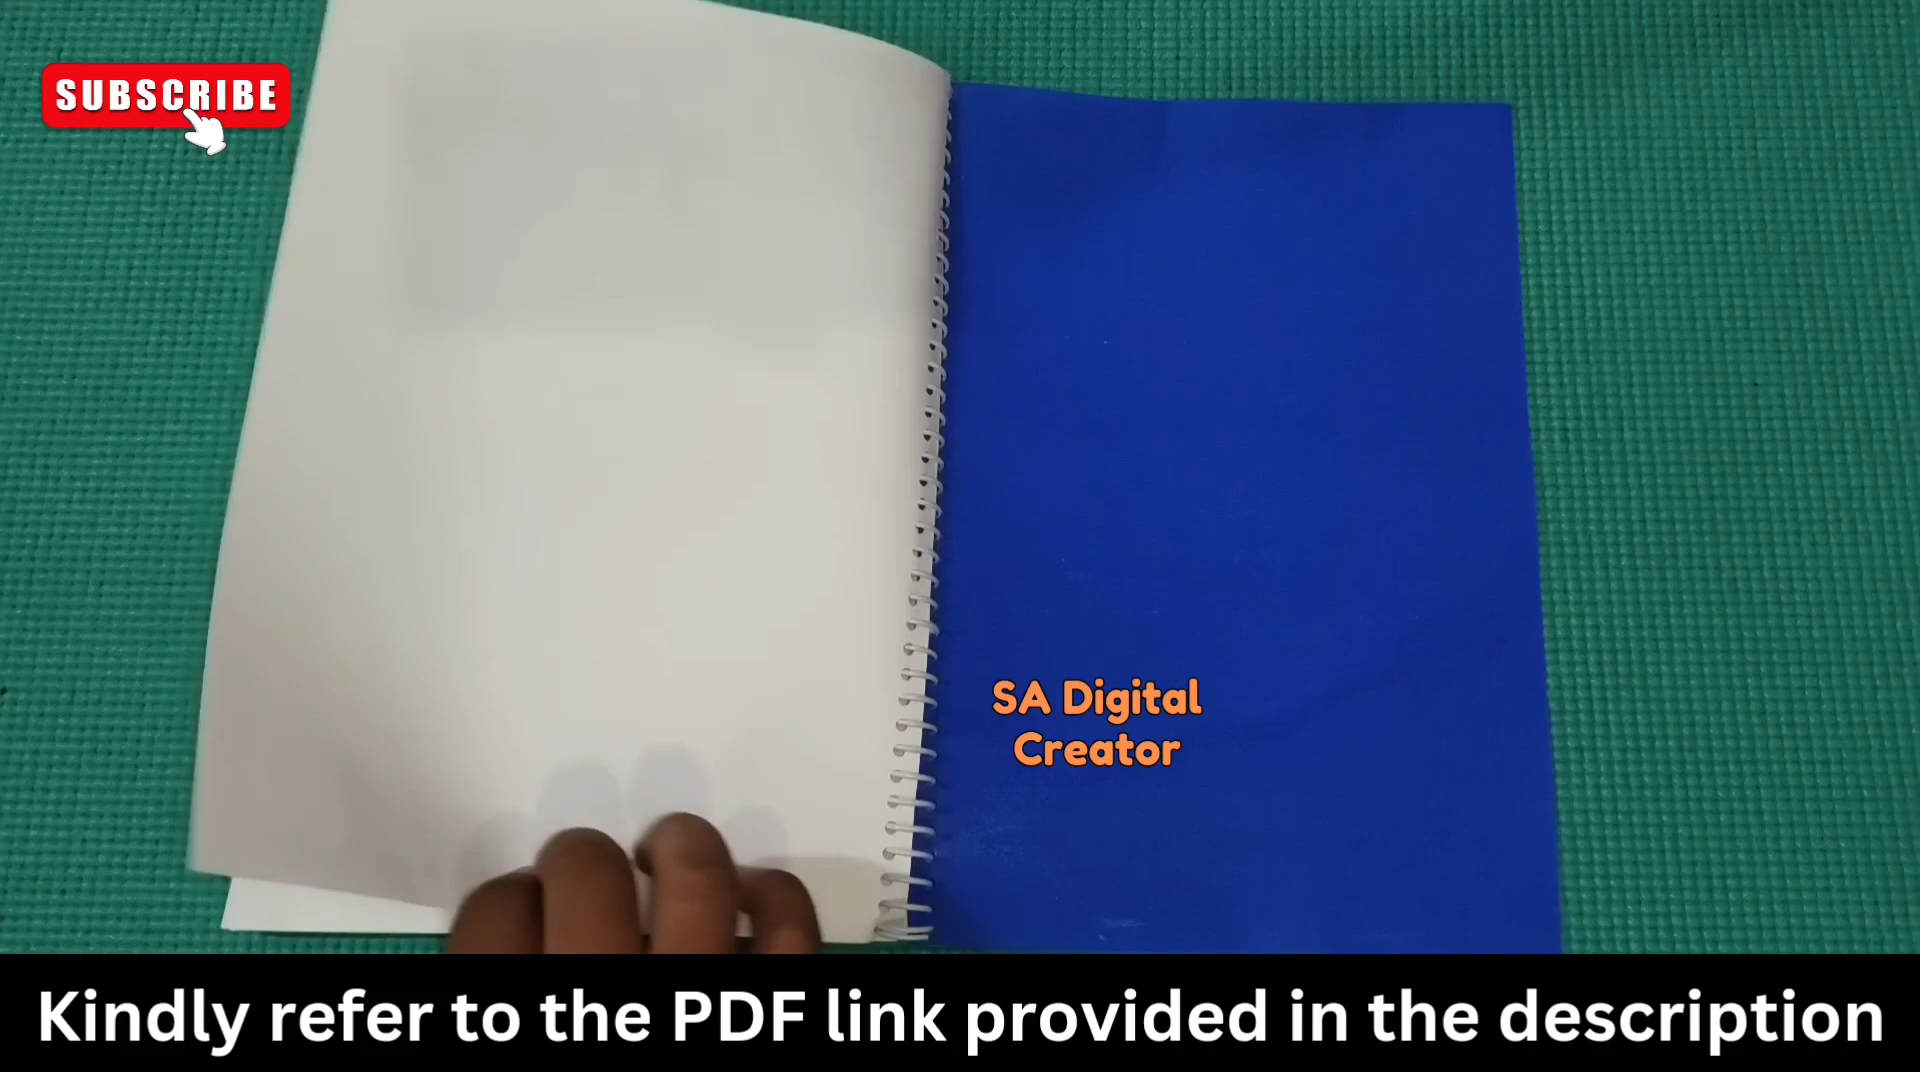 SUBSCRIBE
SA Digital
Creator
Kindly refer to the PDF link provided in the description